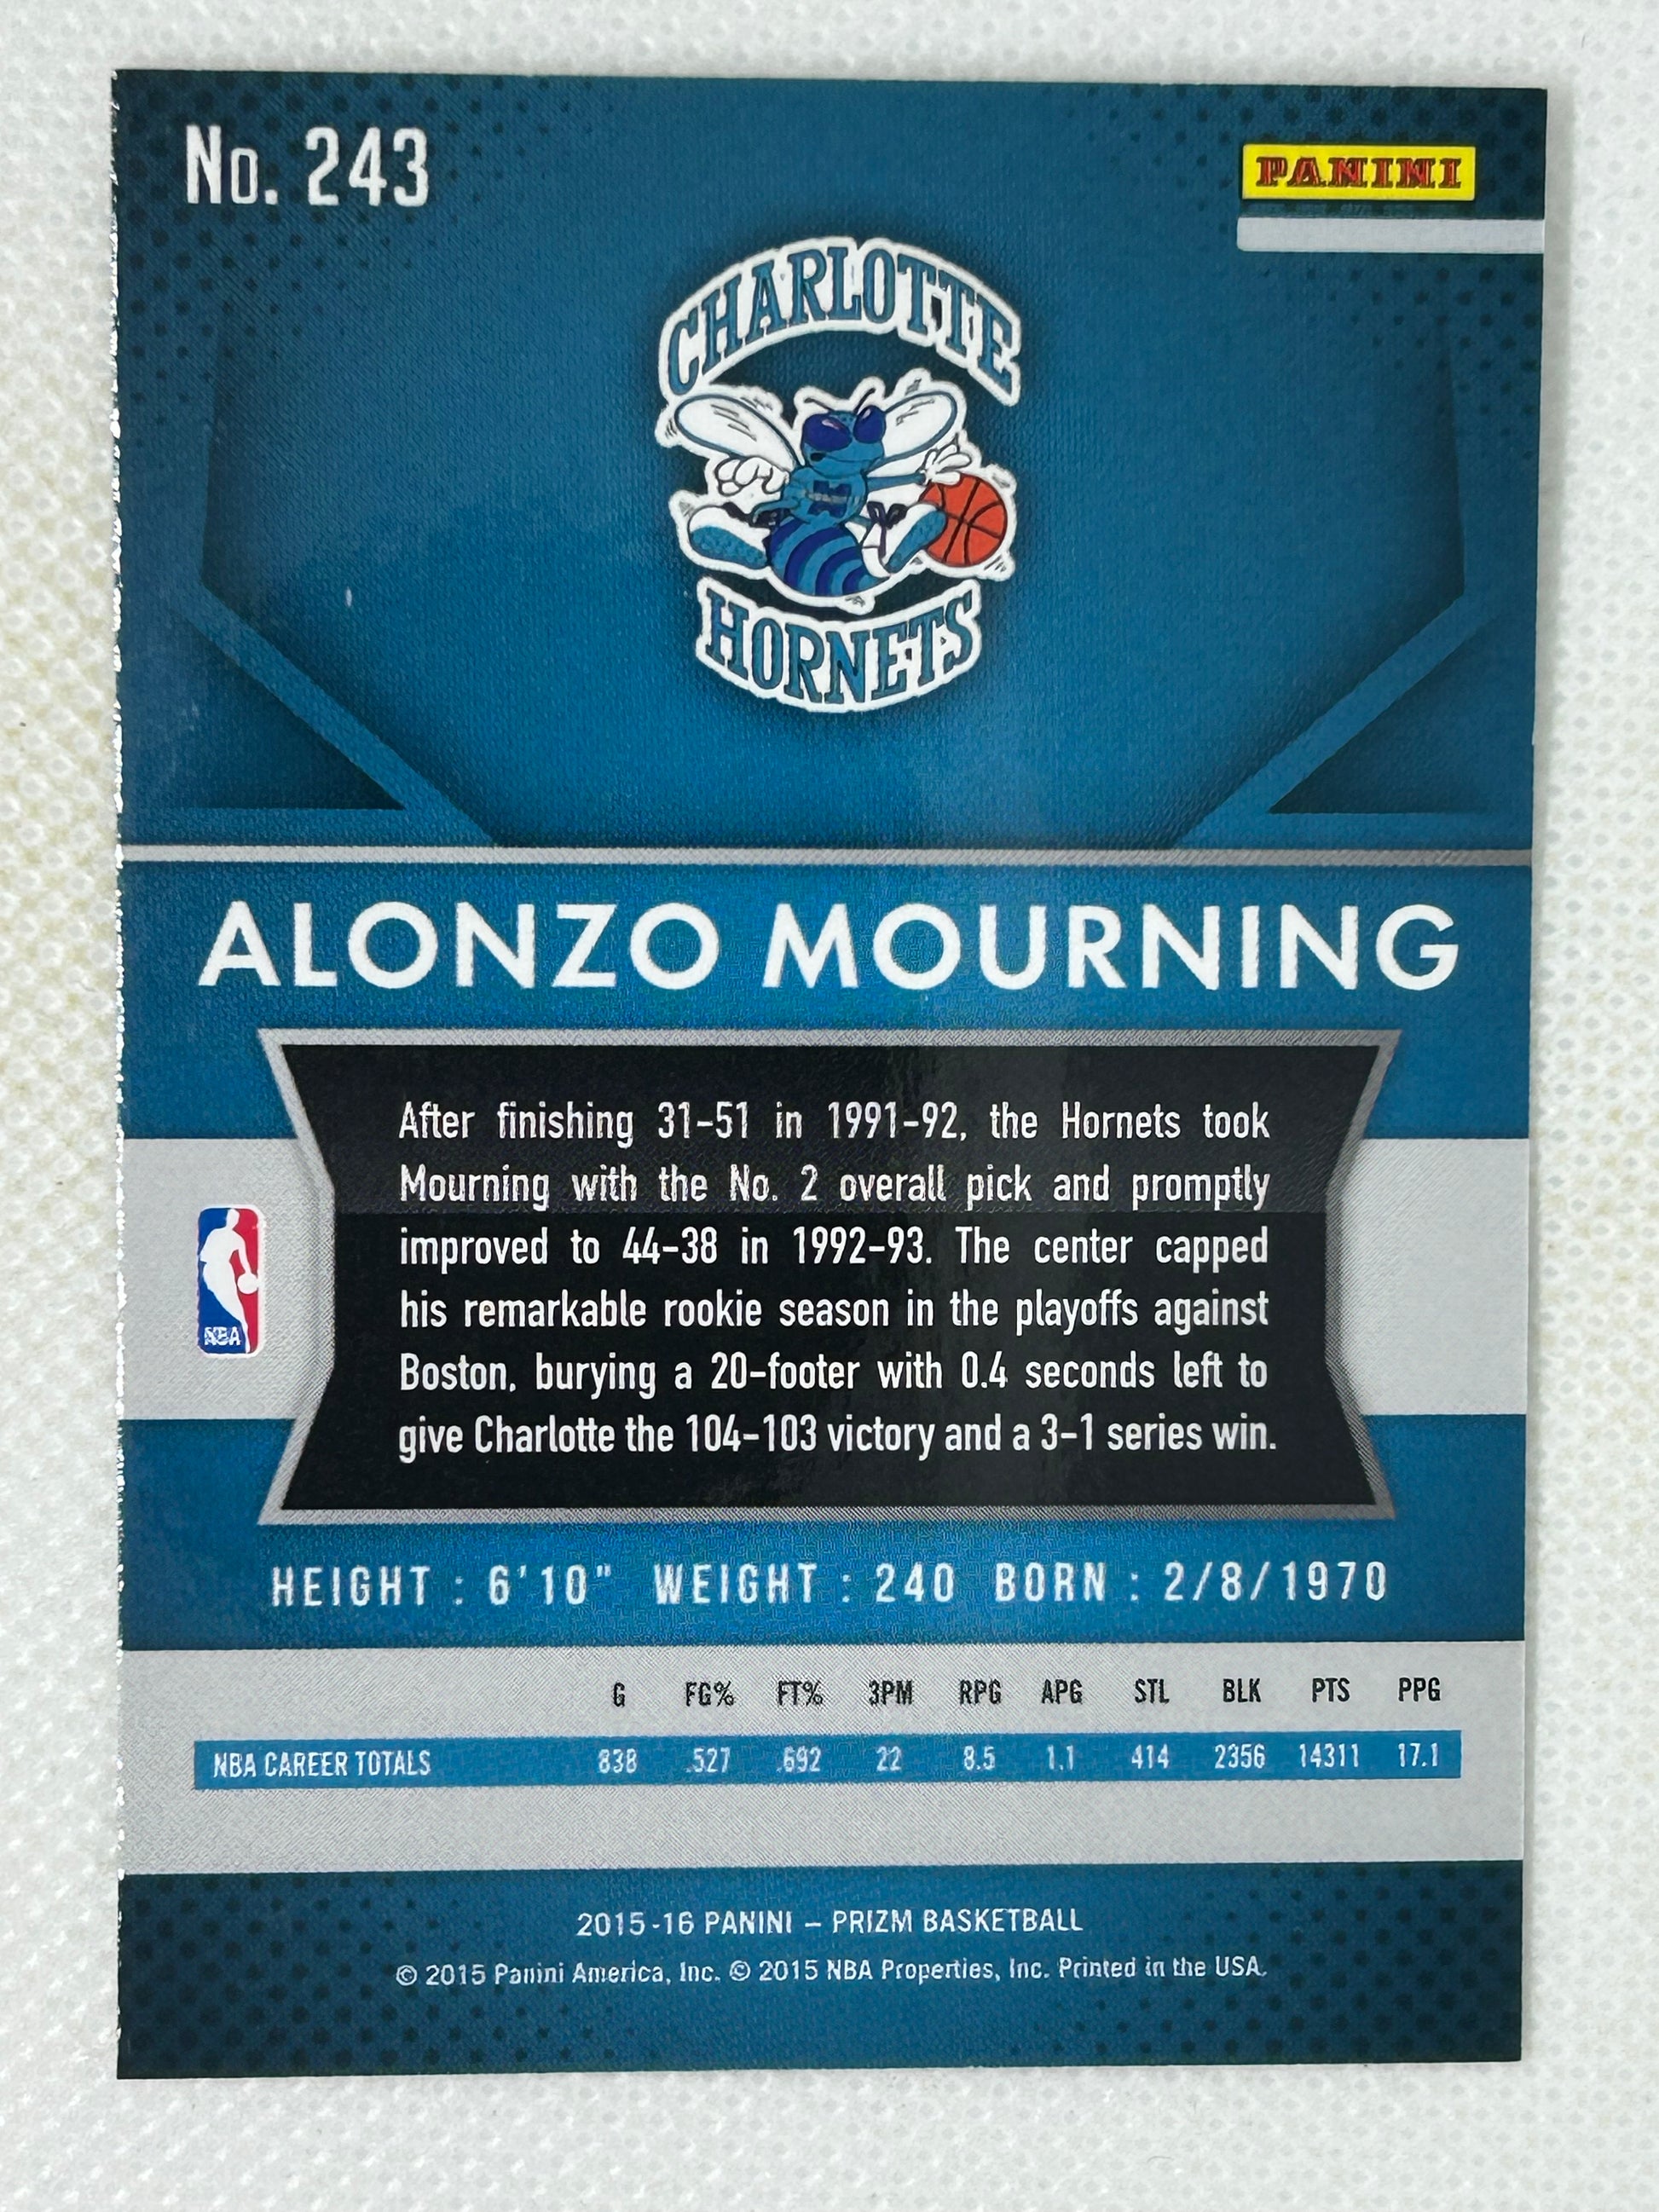 No. 243
PANINI
CHARLOTTE
HORNETS
ALONZO MOURNING
After finishing 31-51 in 1991-92, the Hornets took
Mourning with the No. 2 overall pick and promptly
improved to 44-38 in 1992-93. The center capped
his remarkable rookie season in the playoffs against
Boston, burying a 20-footer with 0.4 seconds left to
give Charlotte the 104-103 victory and a 3-1 series win.
NBA
HEIGHT : 6'10" WEIGHT : 240 BORN : 2/8/1970
G FG% FT% 3PM RPG APG STL BLK PTS PPG
NBA CAREER TOTALS 838 .527 .692 22 8.5 1.1 414 2356 14311 17.1
2015-16 PANINI – PRIZM BASKETBALL
© 2015 Panini America, Inc. © 2015 NBA Properties, Inc. Printed in the USA.